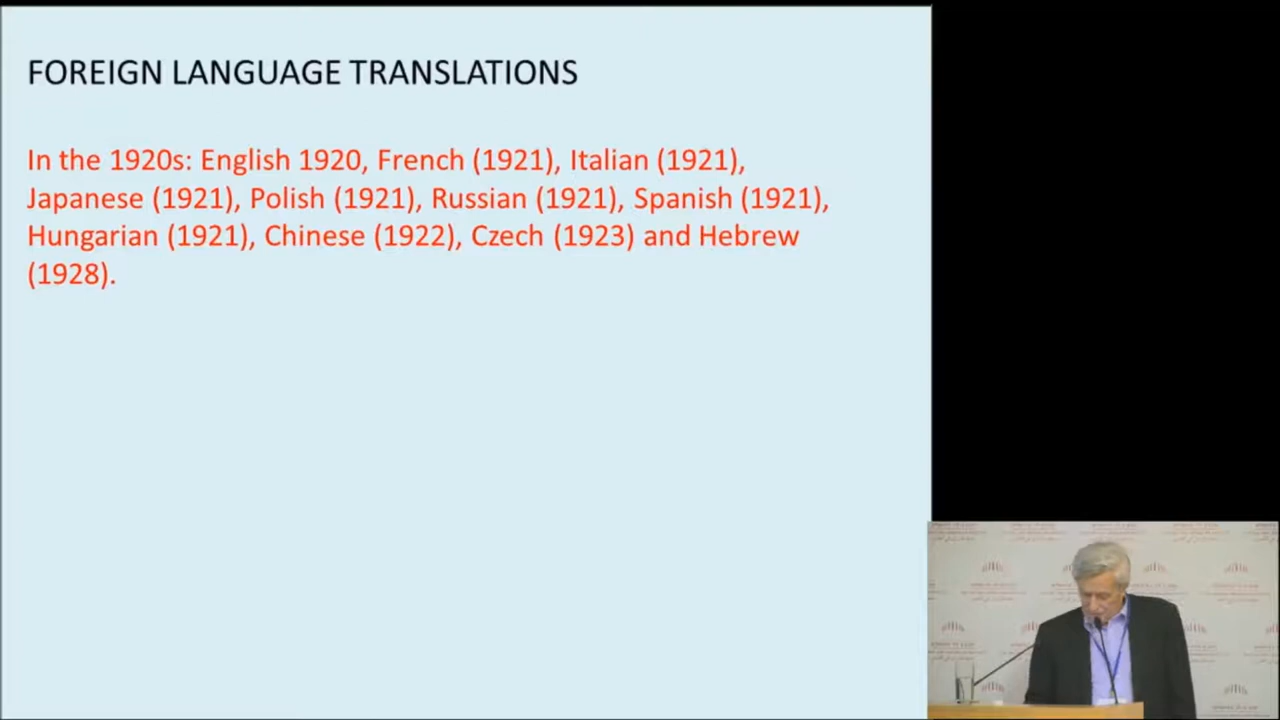 FOREIGN LANGUAGE TRANSLATIONS
In the 1920s: English 1920, French (1921), Italian (1921),
Japanese (1921), Polish (1921), Russian (1921), Spanish (1921),
Hungarian (1921), Chinese (1922), Czech (1923) and Hebrew
(1928).